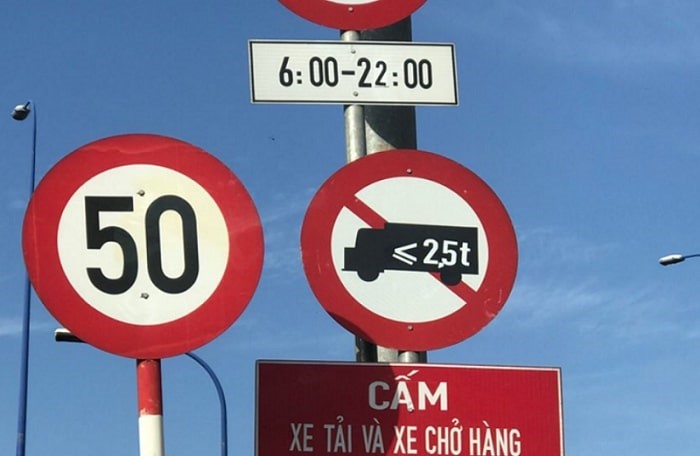 6:00-22:00
50
⩽ 2,5t
CẤM
XE TẢI VÀ XE CHỞ HÀNG